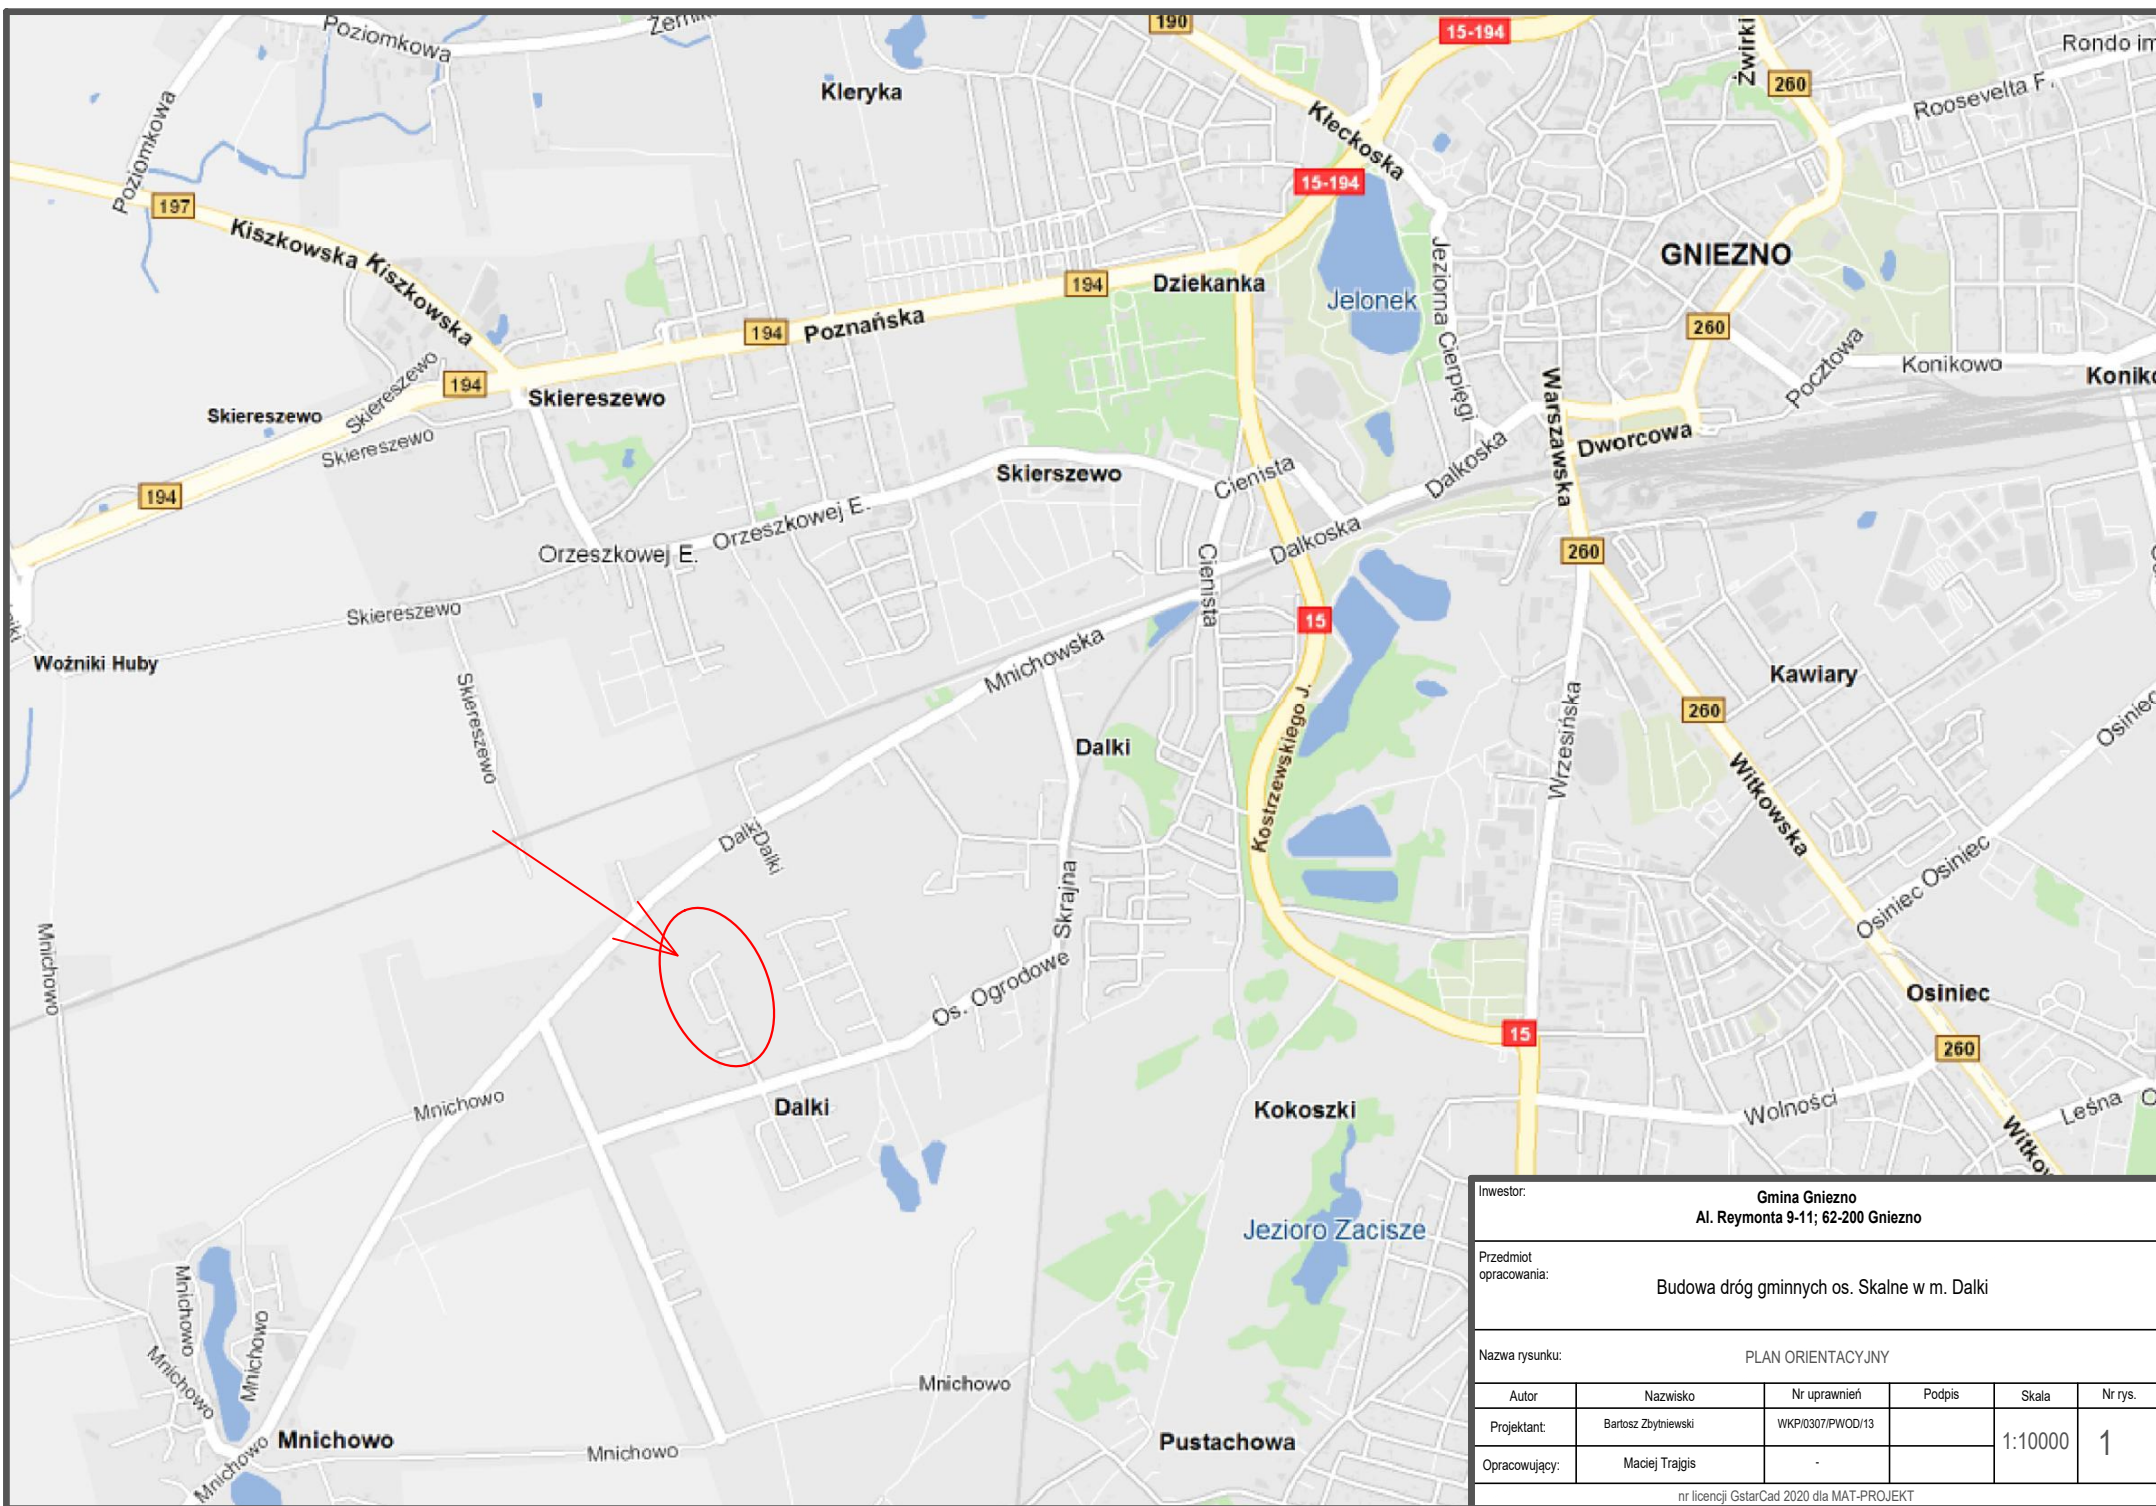 Poziomkowa
190
15-194
Żwirki
Rondo im
260
Kleryka
Roosevelta F.
Poziomkowa
Kłeckoska
15-194
197
Kiszkowska
Kiszkowska
GNIEZNO
Jeziorna
Cierpięgi
194
Dziekanka
Jelonek
194
Poznańska
260
Pocztowa
Konikowo
Skiereszewo
194
Skiereszewo
Skiereszewo
Skiereszewo
Warszawska
Dworcowa
Skierszewo
Cienista
Dalkoska
194
Orzeszkowej E.
Orzeszkowej E.
Dalkoska
Cienista
260
Skiereszewo
15
Woźniki Huby
Mnichowska
Kawiary
Skiereszewo
Wrzesińska
260
Osiniec
Dalki
Kostrzewskiego J.
Witkowska
Dalki
Dalki
Osiniec
Osiniec
Skrajna
Mnichowo
Os. Ogrodowe
Osiniec
15
260
Mnichowo
Dalki
Kokoszki
Wolności
Leśna
Jezioro Zacisze
Mnichowo
Mnichowo
Mnichowo
Mnichowo
Mnichowo
Mnichowo
Mnichowo
Pustachowa
Inwestor:
Gmina Gniezno
Al. Reymonta 9-11; 62-200 Gniezno
Przedmiot
opracowania:
Budowa dróg gminnych os. Skalne w m. Dalki
Nazwa rysunku: PLAN ORIENTACYJNY
Autor Nazwisko Nr uprawnień Podpis Skala Nr rys.
Projektant: Bartosz Zbytniewski WKP/0307/PWOD/13
1:10000 1
Opracowujący: Maciej Trajgis -
nr licencji GstarCad 2020 dla MAT-PROJEKT